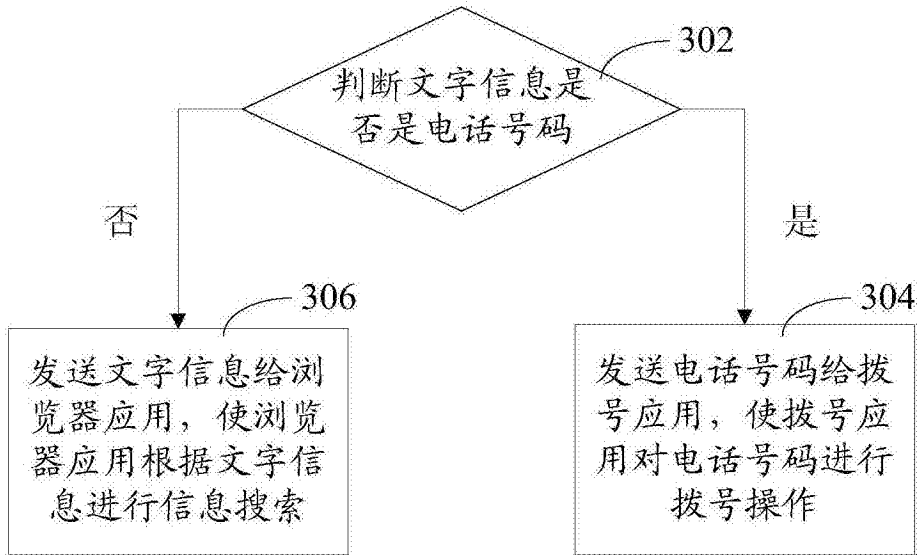 302
判断文字信息是
否是电话号码
否
是
306
304
发送文字信息给浏
览器应用，使浏览
器应用根据文字信
息进行信息搜索
发送电话号码给拨
号应用，使拨号应
用对电话号码进行
拨号操作